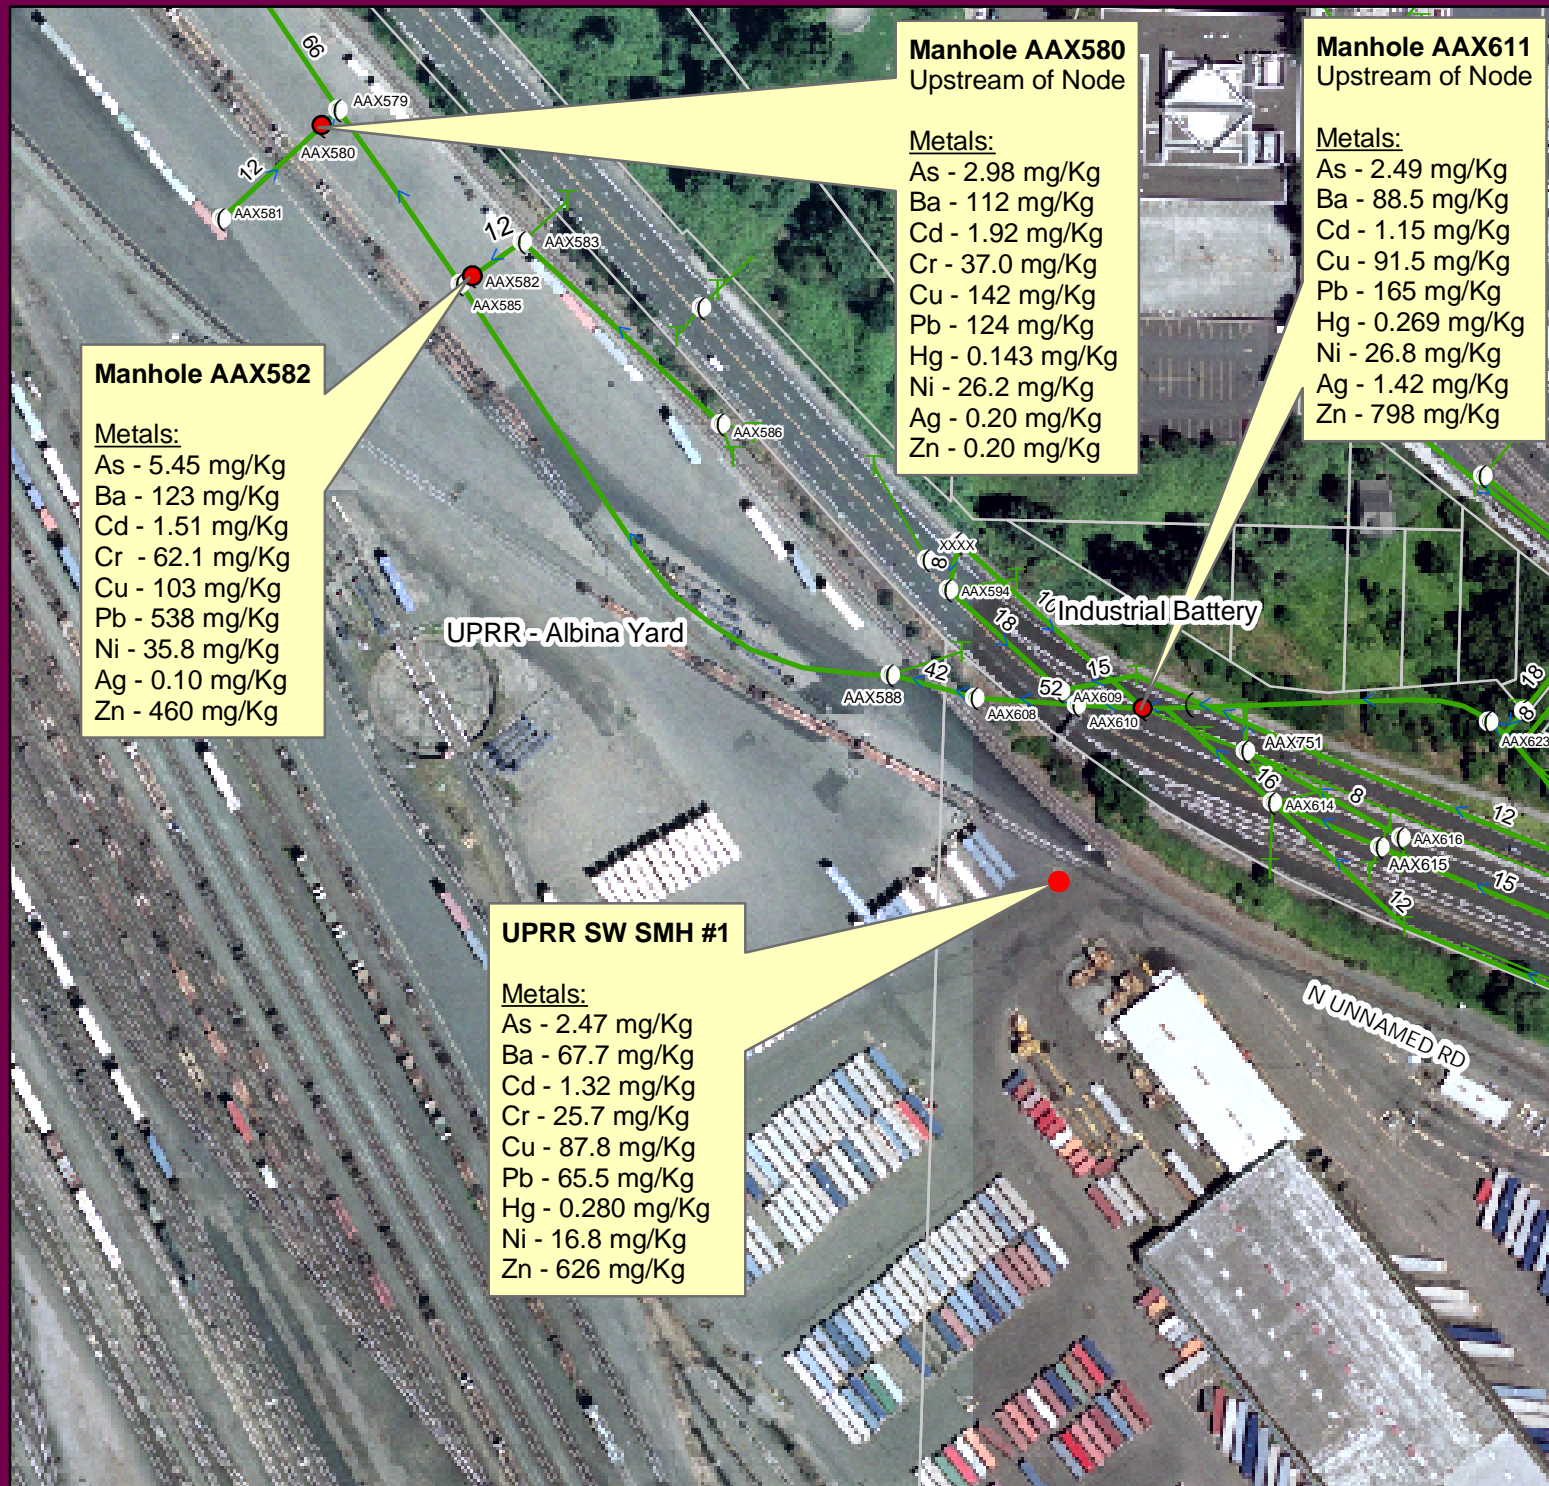 Manhole AAX580
Upstream of Node
Metals:
As - 2.98 mg/Kg
Ba - 112 mg/Kg
Cd - 1.92 mg/Kg
Cr - 37.0 mg/Kg
Cu - 142 mg/Kg
Pb - 124 mg/Kg
Hg - 0.143 mg/Kg
Ni - 26.2 mg/Kg
Ag - 0.20 mg/Kg
Zn - 0.20 mg/Kg
Manhole AAX611
Upstream of Node
Metals:
As - 2.49 mg/Kg
Ba - 88.5 mg/Kg
Cd - 1.15 mg/Kg
Cu - 91.5 mg/Kg
Pb - 165 mg/Kg
Hg - 0.269 mg/Kg
Ni - 26.8 mg/Kg
Ag - 1.42 mg/Kg
Zn - 798 mg/Kg
66
AAX579
AAX580
12
AAX581
12
AAX583
AAX582
AAX585
AAX586
Manhole AAX582
Metals:
As - 5.45 mg/Kg
Ba - 123 mg/Kg
Cd - 1.51 mg/Kg
Cr - 62.1 mg/Kg
Cu - 103 mg/Kg
Pb - 538 mg/Kg
Ni - 35.8 mg/Kg
Ag - 0.10 mg/Kg
Zn - 460 mg/Kg
XXXX
8
AAX594
18
Industrial Battery
UPRR - Albina Yard
15
42
52
AAX588
AAX608
AAX609
AAX610
18
8
AAX623
AAX751
16
AAX614
8
12
AAX616
AAX615
15
12
UPRR SW SMH #1
Metals:
As - 2.47 mg/Kg
Ba - 67.7 mg/Kg
Cd - 1.32 mg/Kg
Cr - 25.7 mg/Kg
Cu - 87.8 mg/Kg
Pb - 65.5 mg/Kg
Hg - 0.280 mg/Kg
Ni - 16.8 mg/Kg
Zn - 626 mg/Kg
N UNNAMED RD